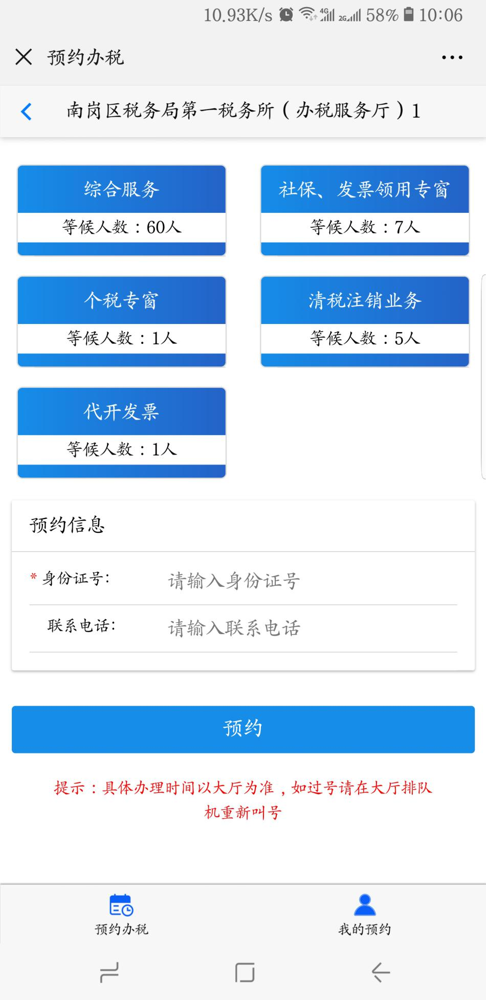 10.93K/s 4G 2G 58% 10:06
预约办税
南岗区税务局第一税务所(办税服务厅)1
综合服务
等候人数：60人
社保、发票领用专窗
等候人数：7人
个税专窗
等候人数：1人
清税注销业务
等候人数：5人
代开发票
等候人数：1人
预约信息
* 身份证号： 请输入身份证号
联系电话： 请输入联系电话
预约
提示：具体办理时间以大厅为准，如过号请在大厅排队
机重新叫号
预约办税
我的预约